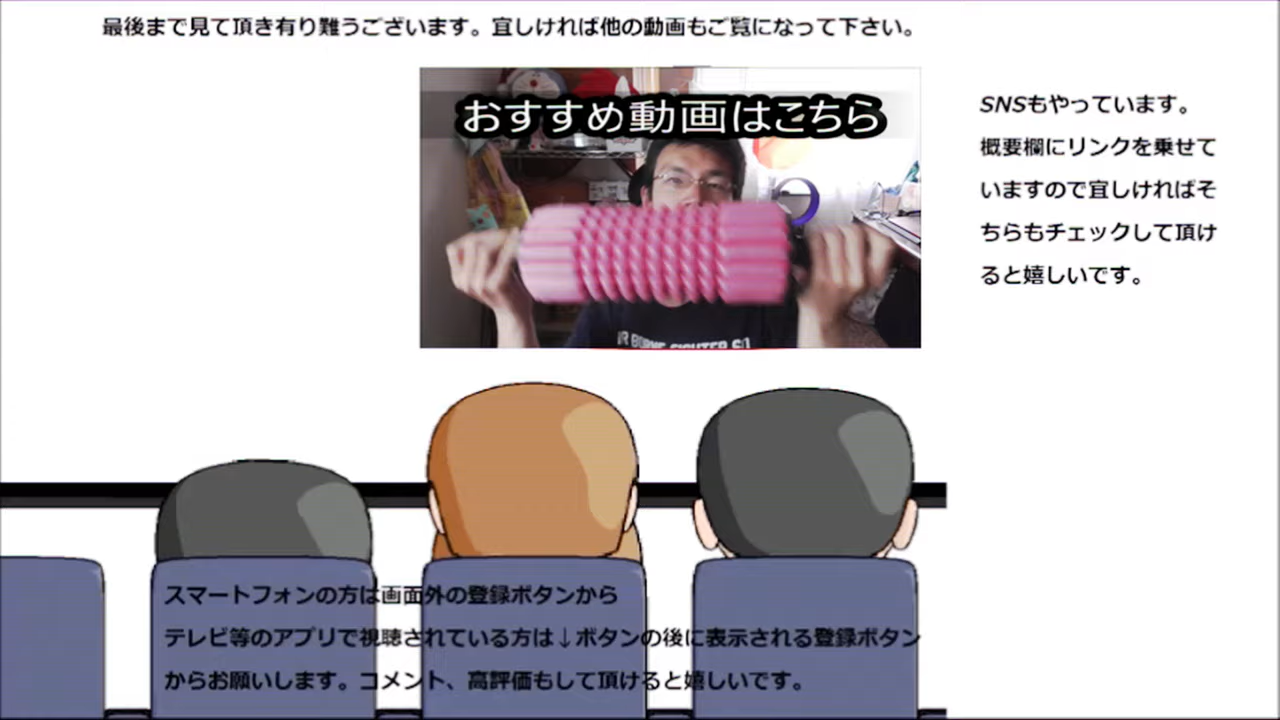 最後まで見て頂き有り難うございます。宜しければ他の動画もご覧になって下さい。
おすすめ動画はこちら
SNSもやっています。
概要欄にリンクを乗せて
いますので宜しければそ
ちらもチェックして頂け
ると嬉しいです。
スマートフォンの方は画面外の登録ボタンから
テレビ等のアプリで視聴されている方は↓ボタンの後に表示される登録ボタン
からお願いします。コメント、高評価もして頂けると嬉しいです。